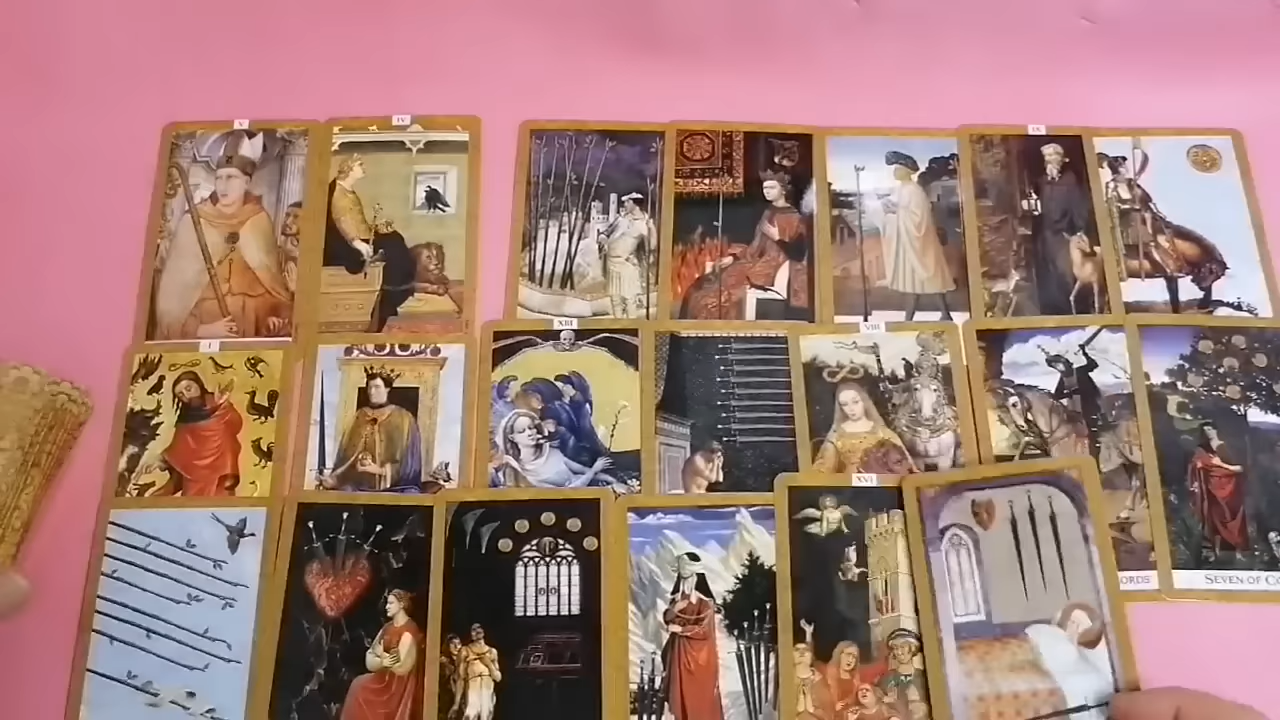 V
IV
IX
I
XIII
VIII
ORDS
SEVEN OF CO
XVI